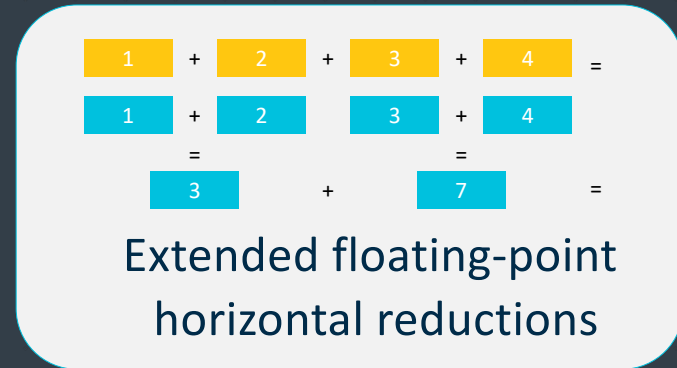 1 + 2 + 3 + 4 =
1 + 2 3 + 4
= =
3 + 7 =
Extended floating-point
horizontal reductions